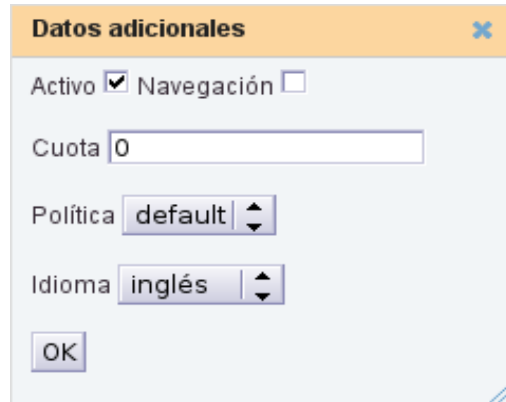 Datos adicionales
Activo Navegación
Cuota 0
Política default
Idioma inglés
OK